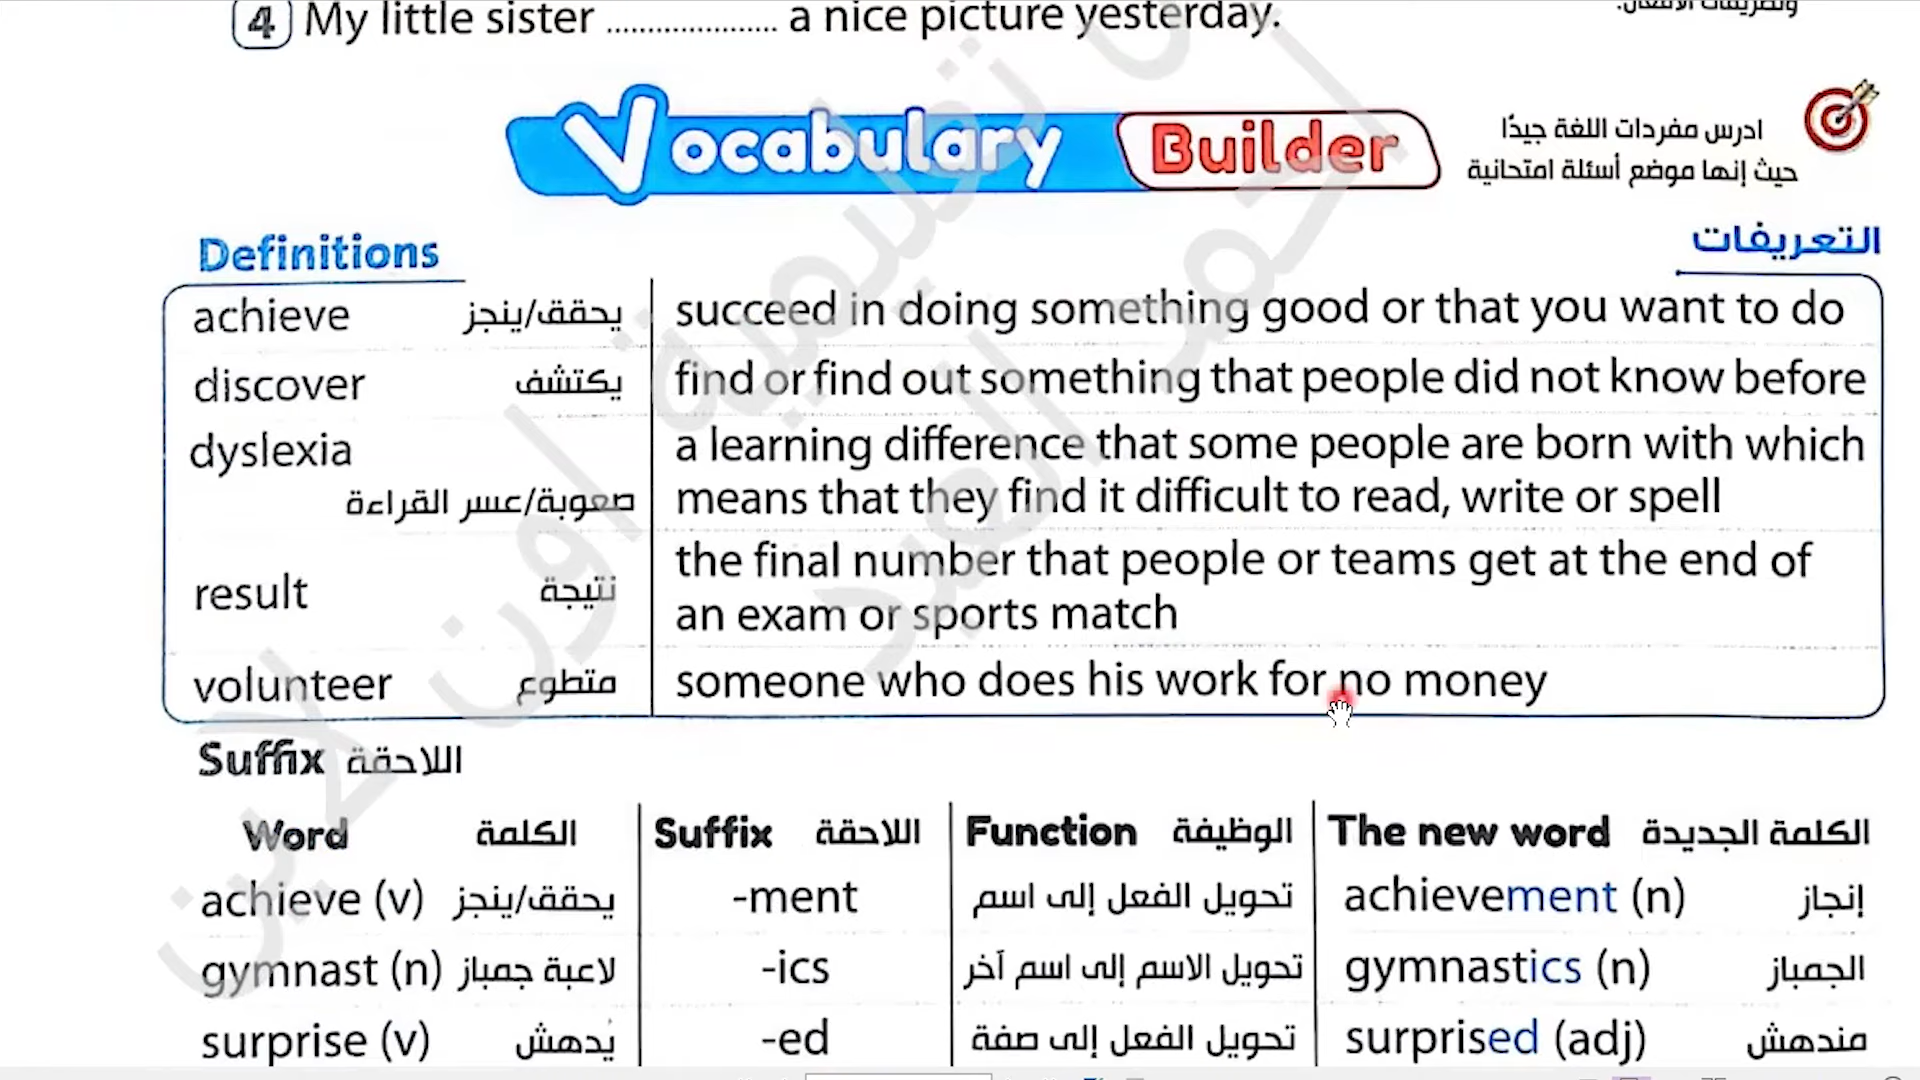 وتصريفات الأفعال.
4 My little sister .................... a nice picture yesterday.
Vocabulary Builder
ادرس مفردات اللغة جيدًا
حيث إنها موضع أسئلة امتحانية
Definitions التعريفات
achieve يحقق/ينجز succeed in doing something good or that you want to do
discover يكتشف find or find out something that people did not know before
dyslexia a learning difference that some people are born with which
صعوبة/عسر القراءة means that they find it difficult to read, write or spell
the final number that people or teams get at the end of
result نتيجة
an exam or sports match
volunteer متطوع someone who does his work for no money
Suffix اللاحقة
Word الكلمة Suffix اللاحقة Function الوظيفة The new word الكلمة الجديدة
achieve (v) يحقق/ينجز -ment تحويل الفعل إلى اسم achievement (n) إنجاز
gymnast (n) لاعبة جمباز -ics تحويل الاسم إلى اسم آخر gymnastics (n) الجمباز
surprise (v) يُدهش -ed تحويل الفعل إلى صفة surprised (adj) مندهش